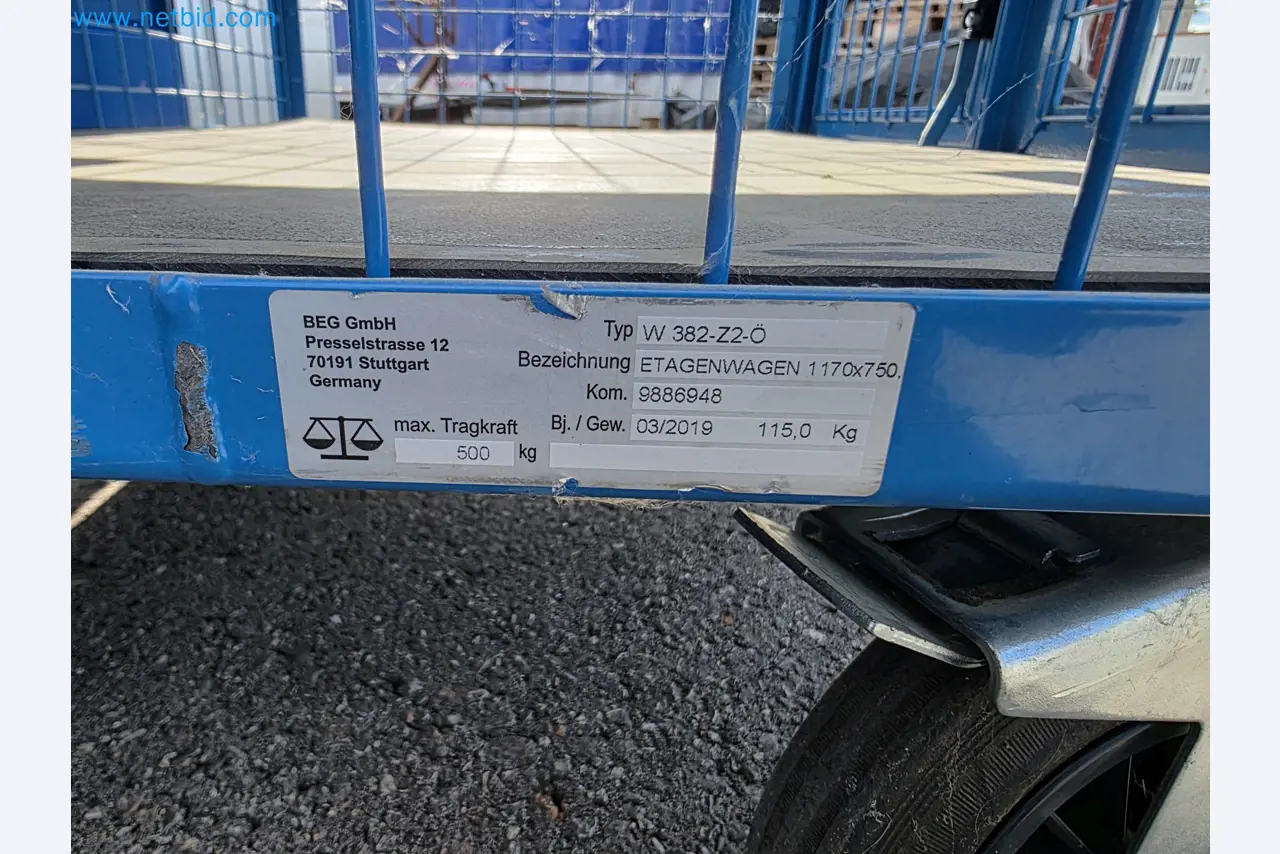 www.netbid.com
BEG GmbH
Presselstrasse 12
70191 Stuttgart
Germany
max. Tragkraft
500 kg
Typ W 382-Z2-Ö
Bezeichnung ETAGENWAGEN 1170x750,
Kom. 9886948
Bj. / Gew. 03/2019 115,0 Kg